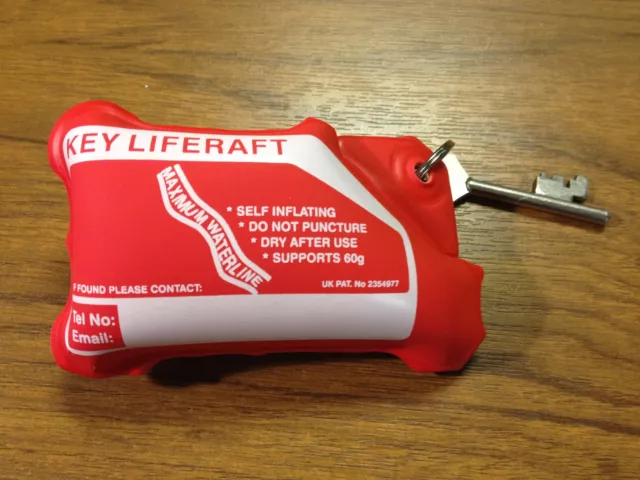 KEY LIFERAFT
MAXIMUM WATERLINE
* SELF INFLATING
* DO NOT PUNCTURE
* DRY AFTER USE
* SUPPORTS 60g
F FOUND PLEASE CONTACT:
UK PAT. No 2354977
Tel No:
Email: